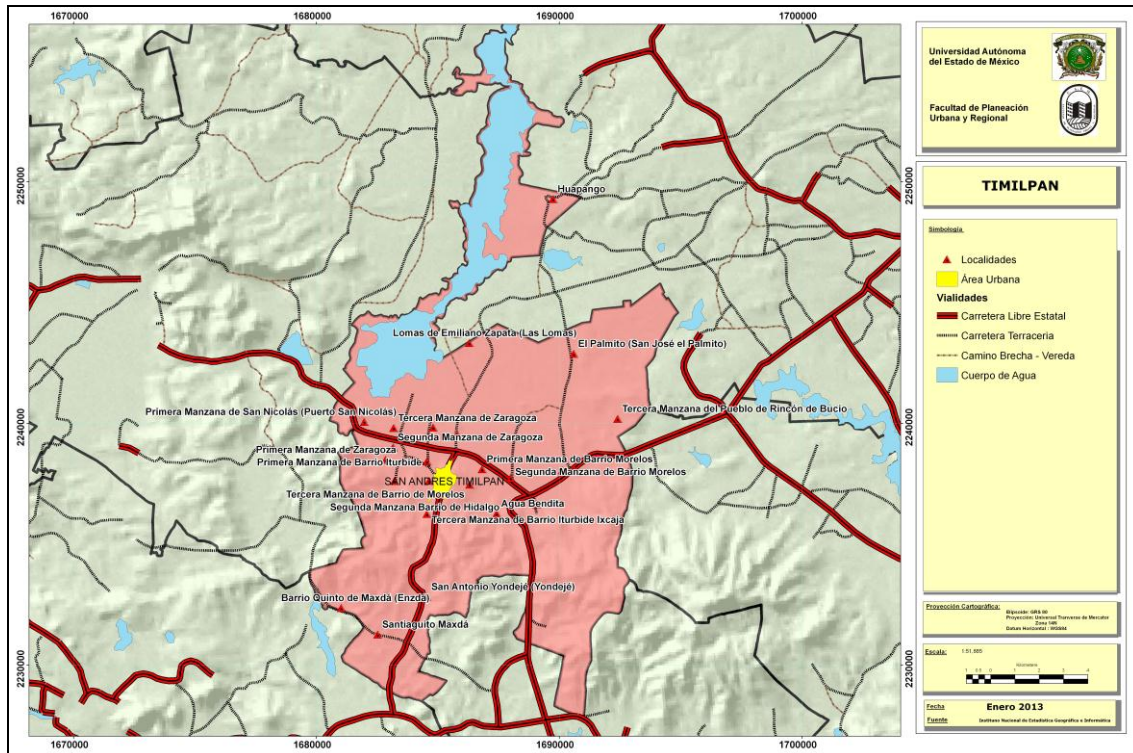 1670000
1680000
1690000
1700000
2250000
2250000
2240000
2240000
2230000
2230000
Huapango
Lomas de Emiliano Zapata (Las Lomas)
El Palmito (San José el Palmito)
Primera Manzana de San Nicolás (Puerto San Nicolás)
Tercera Manzana de Zaragoza
Tercera Manzana del Pueblo de Rincón de Bucio
Segunda Manzana de Zaragoza
Primera Manzana de Zaragoza
Primera Manzana de Barrio Iturbide
Primera Manzana de Barrio Morelos
Segunda Manzana de Barrio Morelos
SAN ANDRES TIMILPAN
Tercera Manzana de Barrio de Morelos
Segunda Manzana Barrio de Hidalgo
Agua Bendita
Tercera Manzana de Barrio Iturbide Ixcaja
San Antonio Yondejé (Yondejé)
Barrio Quinto de Maxdá (Enzda)
Santiaguito Maxdá
1670000
1680000
1690000
1700000
Universidad Autónoma
del Estado de México
Facultad de Planeación
Urbana y Regional
TIMILPAN
Simbología
Localidades
Área Urbana
Vialidades
Carretera Libre Estatal
Carretera Terraceria
Camino Brecha - Vereda
Cuerpo de Agua
Proyección Cartográfica:
Zona 14N
Escala:
Fecha
Enero 2013
Fuente
Instituto Nacional de Estadística Geográfica e Informática